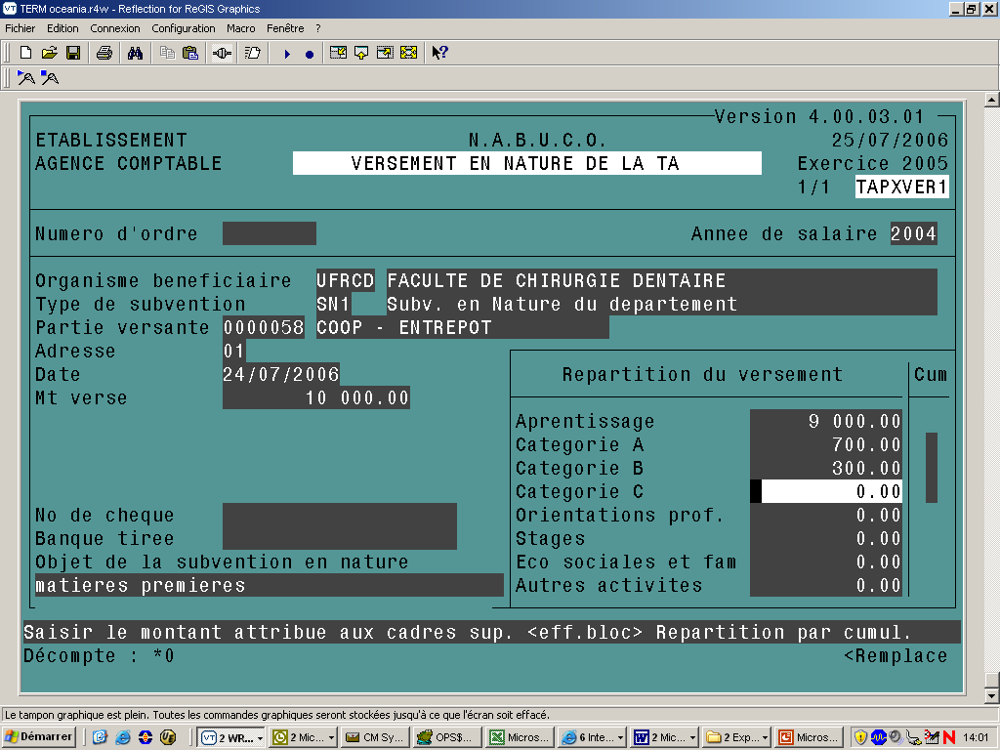 TERM oceania.r4w - Reflection for ReGIS Graphics
Fichier Edition Connexion Configuration Macro Fenêtre ?
Version 4.00.03.01
ETABLISSEMENT N.A.B.U.C.O. 25/07/2006
AGENCE COMPTABLE VERSEMENT EN NATURE DE LA TA Exercice 2005
1/1 TAPXVER1
Numero d'ordre Annee de salaire 2004
Organisme beneficiaire UFRCD FACULTE DE CHIRURGIE DENTAIRE
Type de subvention SN1 Subv. en Nature du departement
Partie versante 0000058 COOP - ENTREPOT
Adresse 01
Date 24/07/2006 Repartition du versement Cum
Mt verse 10 000.00
Aprentissage 9 000.00
Categorie A 700.00
Categorie B 300.00
Categorie C 0.00
No de cheque Orientations prof. 0.00
Banque tiree Stages 0.00
Objet de la subvention en nature Eco sociales et fam 0.00
matieres premieres Autres activites 0.00
Saisir le montant attribue aux cadres sup. <eff.bloc> Repartition par cumul.
Décompte : *0 <Remplace
Le tampon graphique est plein. Toutes les commandes graphiques seront stockées jusqu'à ce que l'écran soit effacé.
Démarrer 2 WR... 2 Mic... CM Sy... OPS$... Micros... 6 Inte... 2 Mic... 2 Exp... Micros... 14:01